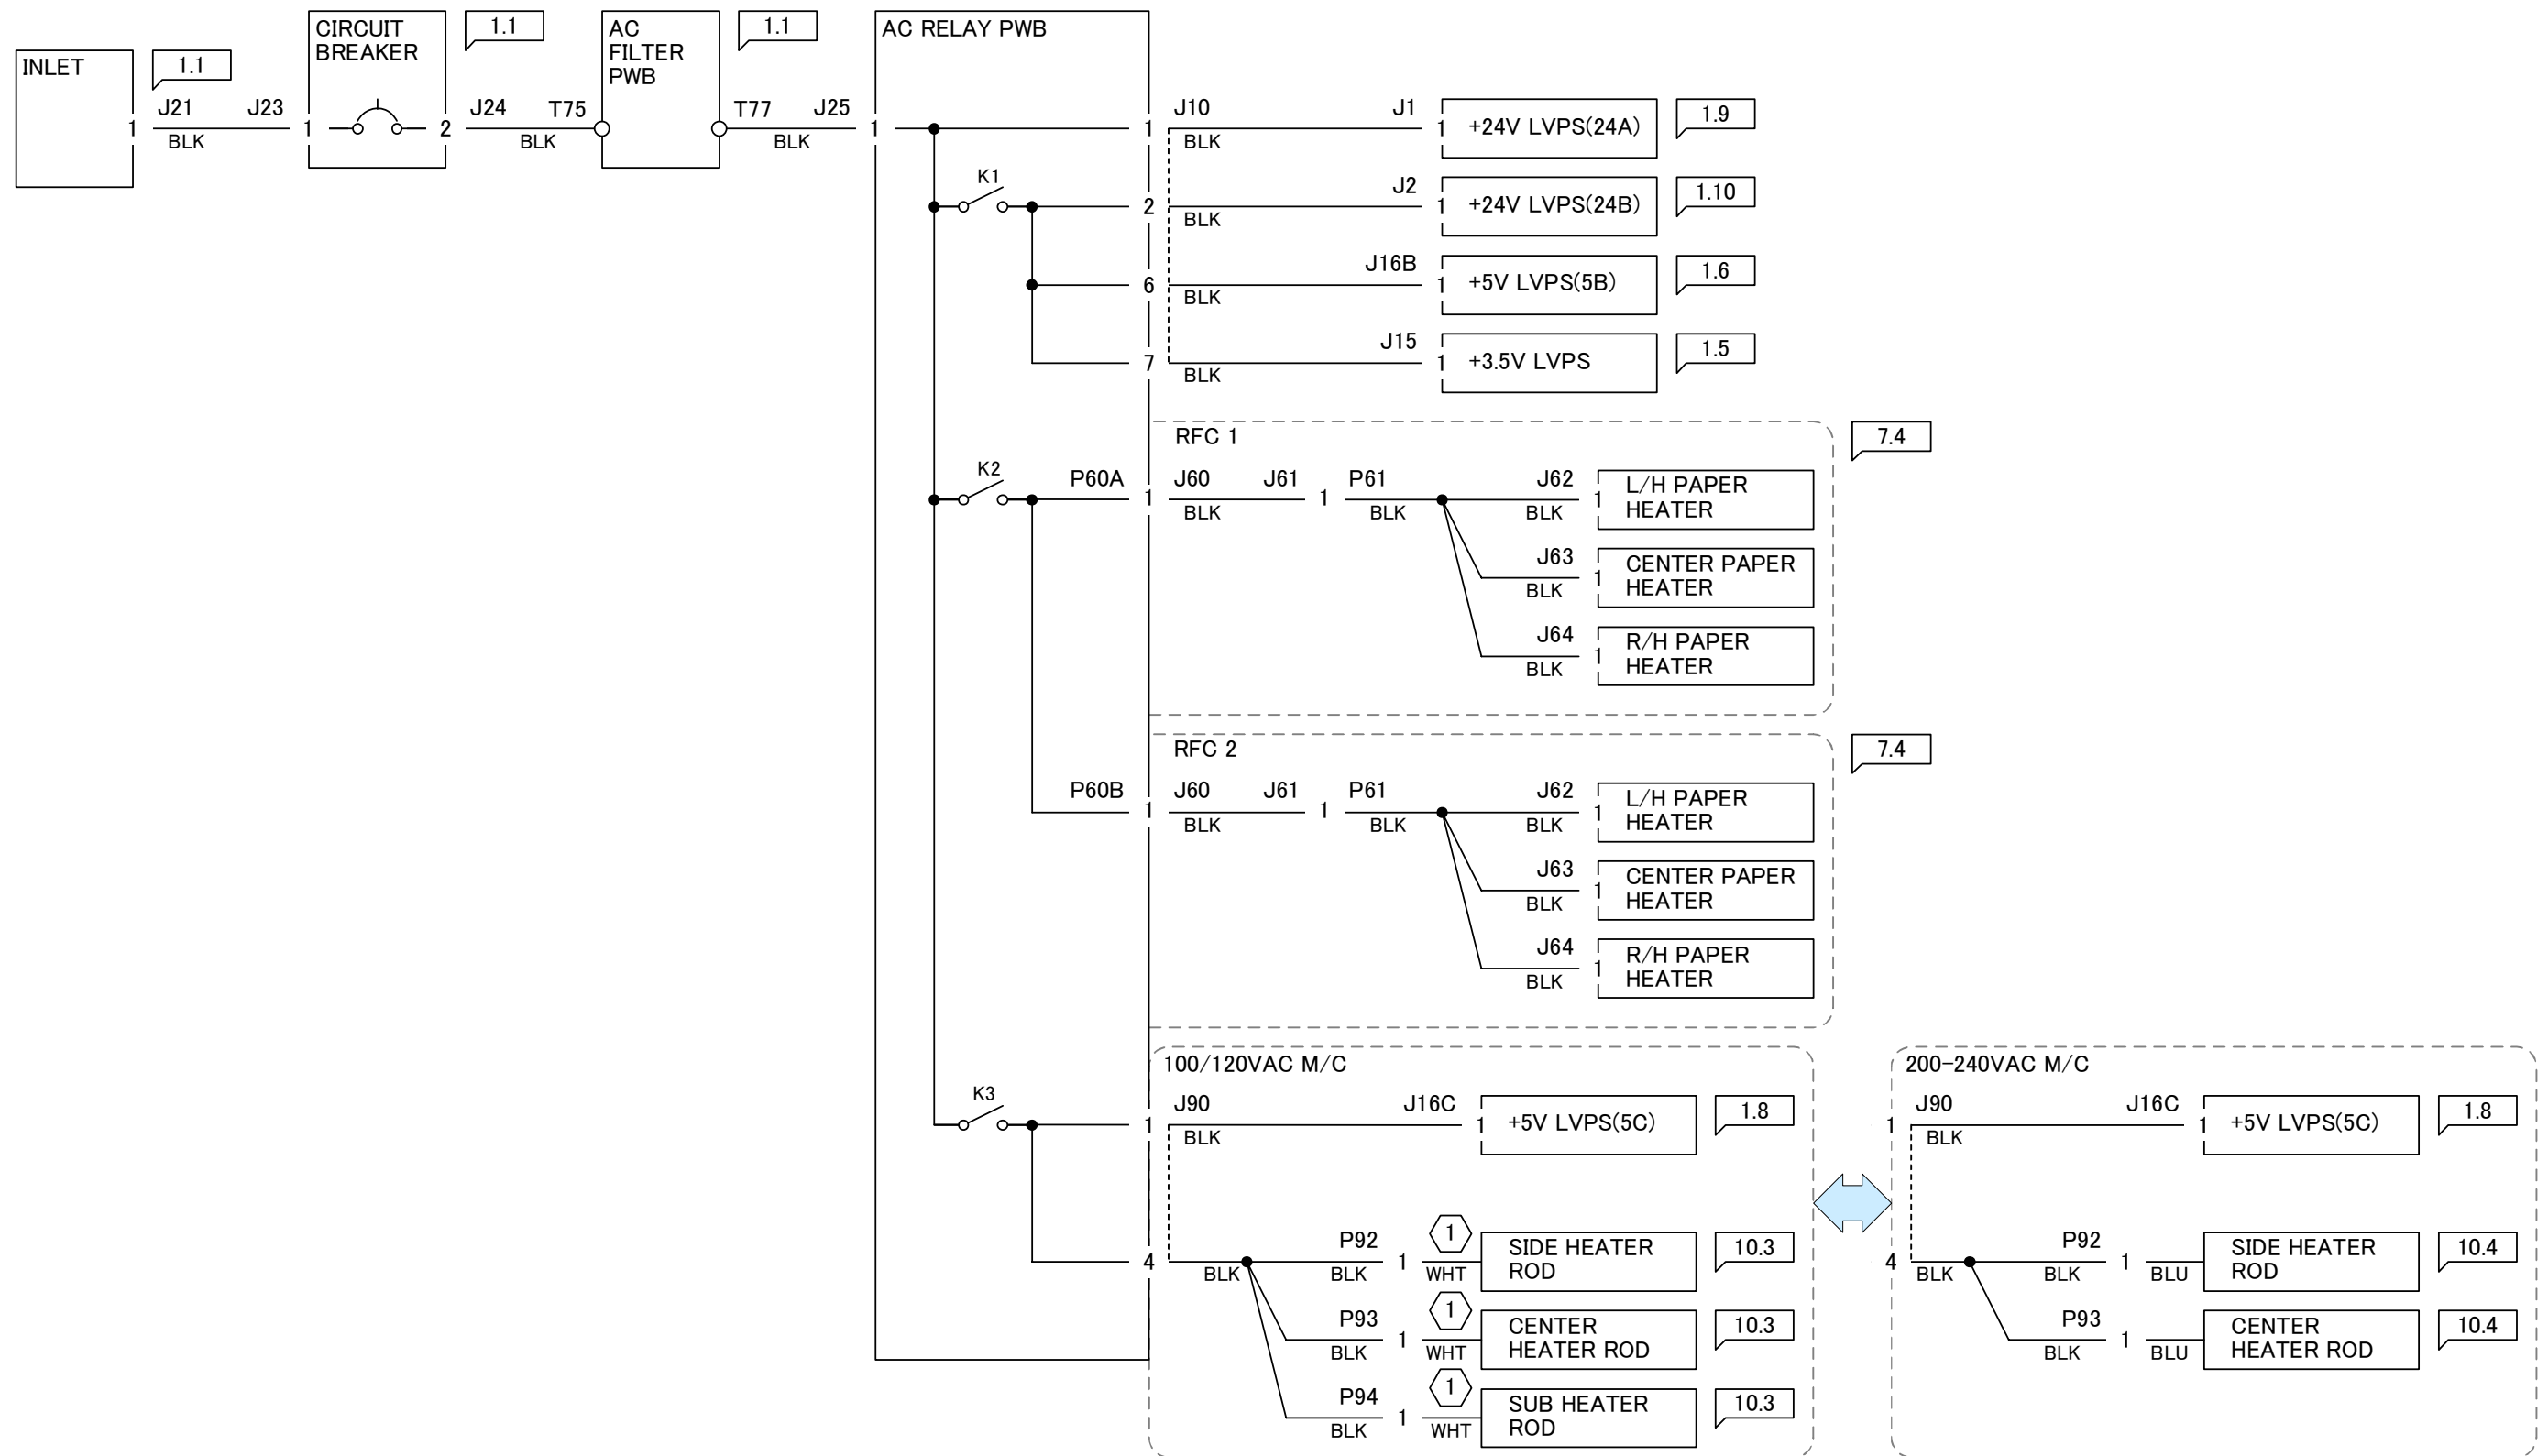 INLET
1.1
CIRCUIT
BREAKER
1.1
AC
FILTER
PWB
1.1
AC RELAY PWB
1
J21
BLK
J23
1
2
J24
BLK
T75
T77
BLK
J25
1
1
J10
BLK
J1
1
+24V LVPS(24A)
1.9
K1
2
BLK
J2
1
+24V LVPS(24B)
1.10
6
BLK
J16B
1
+5V LVPS(5B)
1.6
7
BLK
J15
1
+3.5V LVPS
1.5
RFC 1
7.4
K2
P60A
1
J60
BLK
J61
1
P61
BLK
J62
BLK
1
L/H PAPER
HEATER
J63
BLK
1
CENTER PAPER
HEATER
J64
BLK
1
R/H PAPER
HEATER
RFC 2
7.4
P60B
1
J60
BLK
J61
1
P61
BLK
J62
BLK
1
L/H PAPER
HEATER
J63
BLK
1
CENTER PAPER
HEATER
J64
BLK
1
R/H PAPER
HEATER
100/120VAC M/C
K3
1
J90
BLK
J16C
1
+5V LVPS(5C)
1.8
4
BLK
P92
BLK
1
1
WHT
SIDE HEATER
ROD
10.3
P93
BLK
1
1
WHT
CENTER
HEATER ROD
10.3
P94
BLK
1
1
WHT
SUB HEATER
ROD
10.3
200-240VAC M/C
1
J90
BLK
J16C
1
+5V LVPS(5C)
1.8
4
BLK
P92
BLK
1
BLU
SIDE HEATER
ROD
10.4
P93
BLK
1
BLU
CENTER
HEATER ROD
10.4